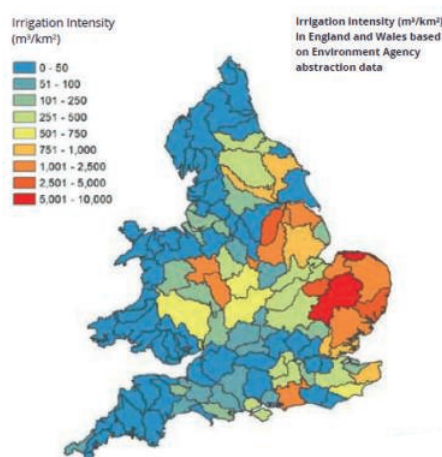 Irrigation Intensity
(m³/km²)
0 - 50
51 - 100
101 - 250
251 - 500
501 - 750
751 - 1,000
1,001 - 2,500
2,501 - 5,000
5,001 - 10,000
Irrigation Intensity (m³/km²)
in England and Wales based
on Environment Agency
abstraction data